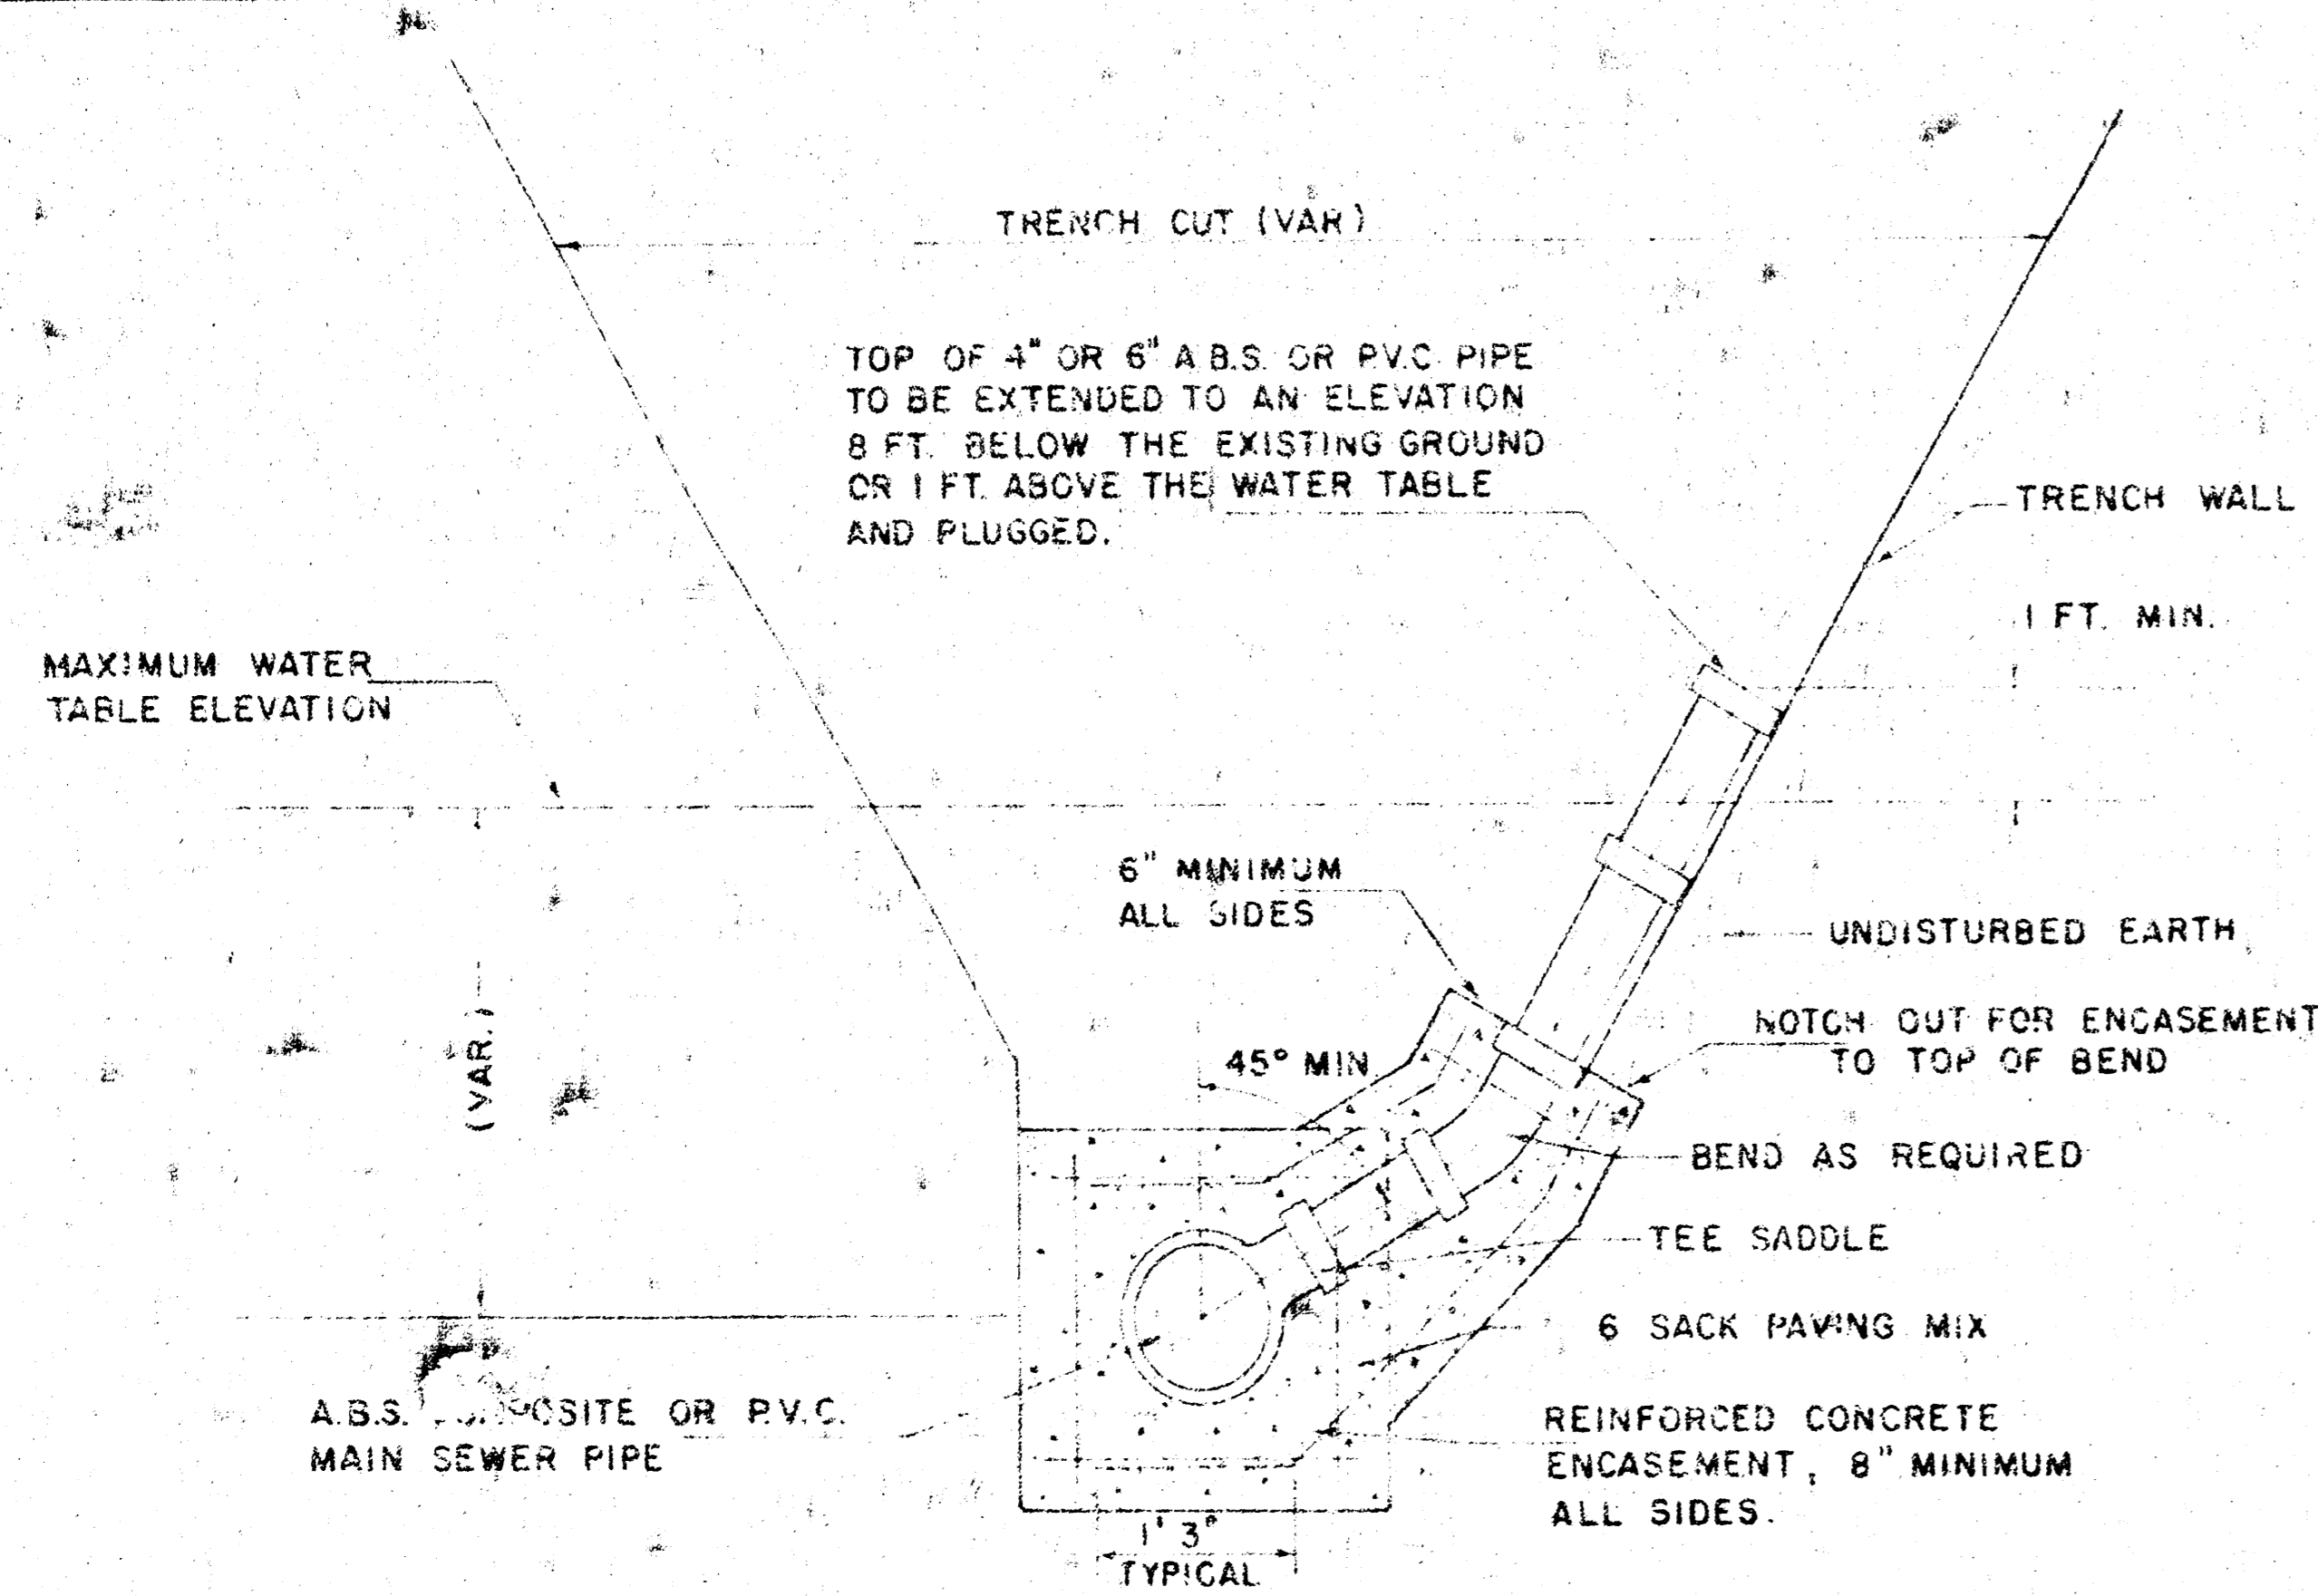 TRENCH CUT (VAR)
TOP OF 4" OR 6" A.B.S. OR P.V.C. PIPE
TO BE EXTENDED TO AN ELEVATION
8 FT. BELOW THE EXISTING GROUND
OR 1 FT. ABOVE THE WATER TABLE
AND PLUGGED.
TRENCH WALL
1 FT. MIN.
MAXIMUM WATER
TABLE ELEVATION
6" MINIMUM
ALL SIDES
UNDISTURBED EARTH
(VAR.)
NOTCH OUT FOR ENCASEMENT
TO TOP OF BEND
45° MIN.
BEND AS REQUIRED
TEE SADDLE
6 SACK PAVING MIX
A.B.S. OR P.V.C.
MAIN SEWER PIPE
REINFORCED CONCRETE
ENCASEMENT, 8" MINIMUM
ALL SIDES.
1' 3"
TYPICAL